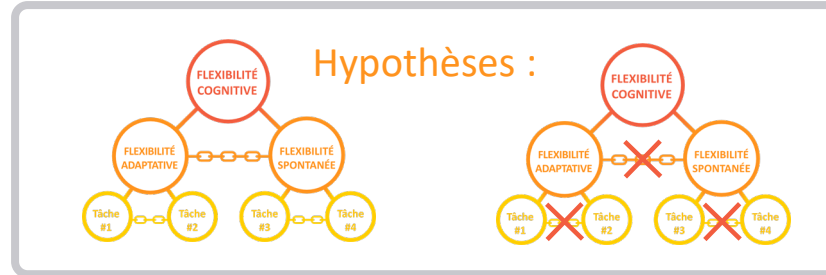 Hypothèses :
FLEXIBILITÉ
COGNITIVE
FLEXIBILITÉ
ADAPTATIVE
FLEXIBILITÉ
SPONTANÉE
Tâche
#1
Tâche
#2
Tâche
#3
Tâche
#4
FLEXIBILITÉ
COGNITIVE
FLEXIBILITÉ
ADAPTATIVE
FLEXIBILITÉ
SPONTANÉE
Tâche
#1
Tâche
#2
Tâche
#3
Tâche
#4